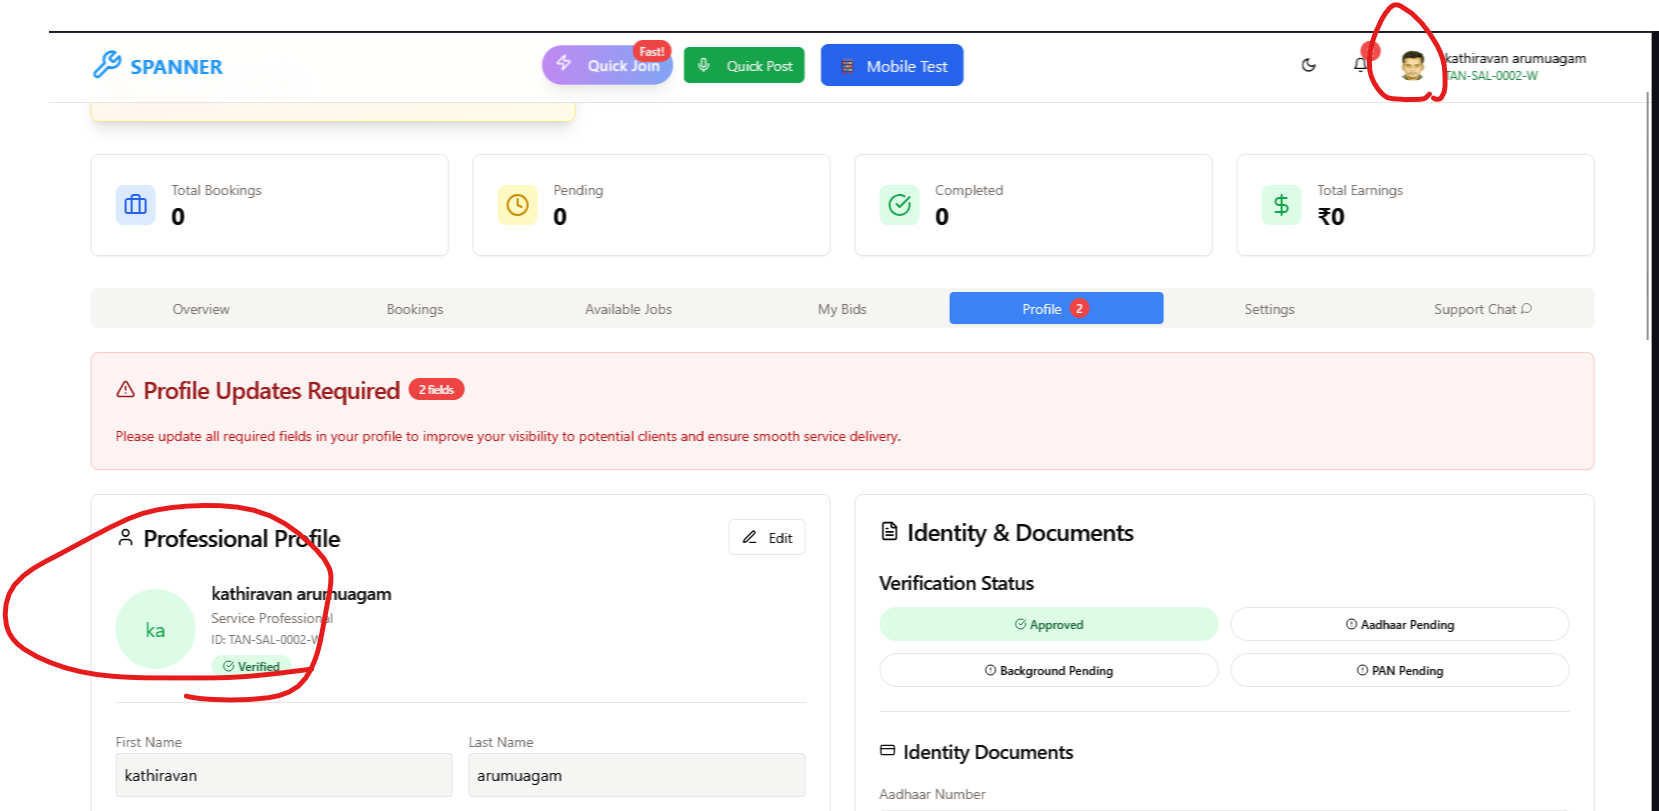 SPANNER
Quick Join
Fast!
Quick Post
Mobile Test
kathiravan arumuagam
TAN-SAL-0002-W
Total Bookings
0
Pending
0
Completed
0
Total Earnings
₹0
Overview
Bookings
Available Jobs
My Bids
Profile 2
Settings
Support Chat
Profile Updates Required 2 fields
Please update all required fields in your profile to improve your visibility to potential clients and ensure smooth service delivery.
Professional Profile
Edit
ka
kathiravan arumuagam
Service Professional
ID: TAN-SAL-0002-W
Verified
First Name
kathiravan
Last Name
arumuagam
Identity & Documents
Verification Status
Approved
Aadhaar Pending
Background Pending
PAN Pending
Identity Documents
Aadhaar Number